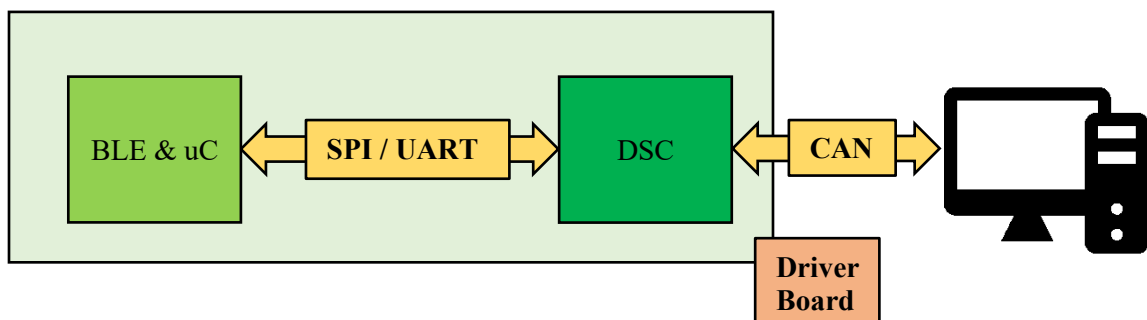 BLE & uC
SPI / UART
DSC
CAN
Driver
Board